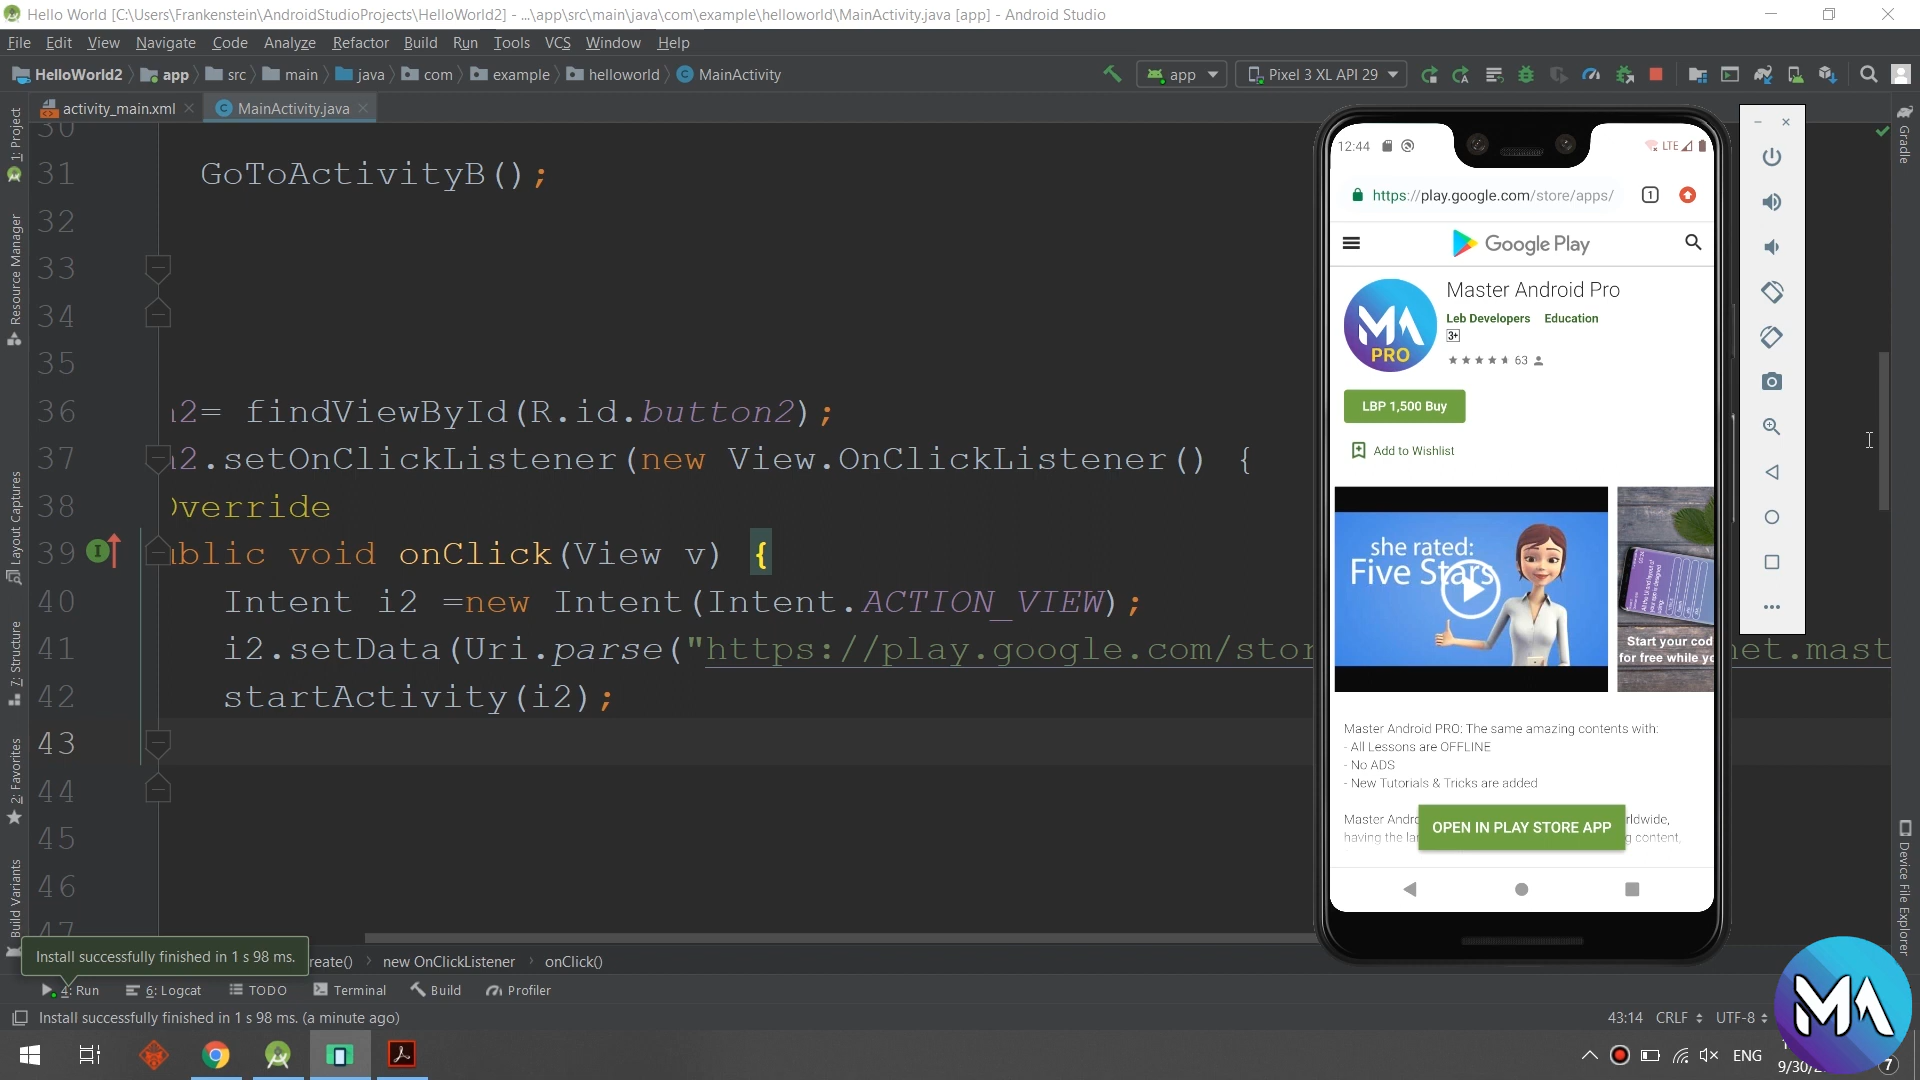 Hello World [C:\Users\Frankenstein\AndroidStudioProjects\HelloWorld2] - ...\app\src\main\java\com\example\helloworld\MainActivity.java [app] - Android Studio
File Edit View Navigate Code Analyze Refactor Build Run Tools VCS Window Help
HelloWorld2 app src main java com example helloworld MainActivity app Pixel 3 XL API 29
activity_main.xml MainActivity.java
1: Project
Resource Manager
Layout Captures
7: Structure
2: Favorites
Build Variants
30
31 GoToActivityB();
32
33
34
35
36 2= findViewById(R.id.button2);
37 2.setOnClickListener(new View.OnClickListener() {
38 verride
39 blic void onClick(View v) {
40 Intent i2 =new Intent(Intent.ACTION_VIEW);
41 i2.setData(Uri.parse("https://play.google.com/stor net.mast
42 startActivity(i2);
43
44
45
46
47
12:44 LTE
https://play.google.com/store/apps/ 1
Google Play
Master Android Pro
Leb Developers Education
3+
63
MA
PRO
LBP 1,500 Buy
Add to Wishlist
she rated:
Five Stars
Start your cod
for free while yo
Master Android PRO: The same amazing contents with:
- All Lessons are OFFLINE
- No ADS
- New Tutorials & Tricks are added
Master Andro rldwide,
having the la g content,
OPEN IN PLAY STORE APP
Gradle
Device File Explorer
Install successfully finished in 1 s 98 ms.
reate() new OnClickListener onClick()
4: Run 6: Logcat TODO Terminal Build Profiler
Install successfully finished in 1 s 98 ms. (a minute ago)
43:14 CRLF UTF-8
MA
ENG
9/30/2
7